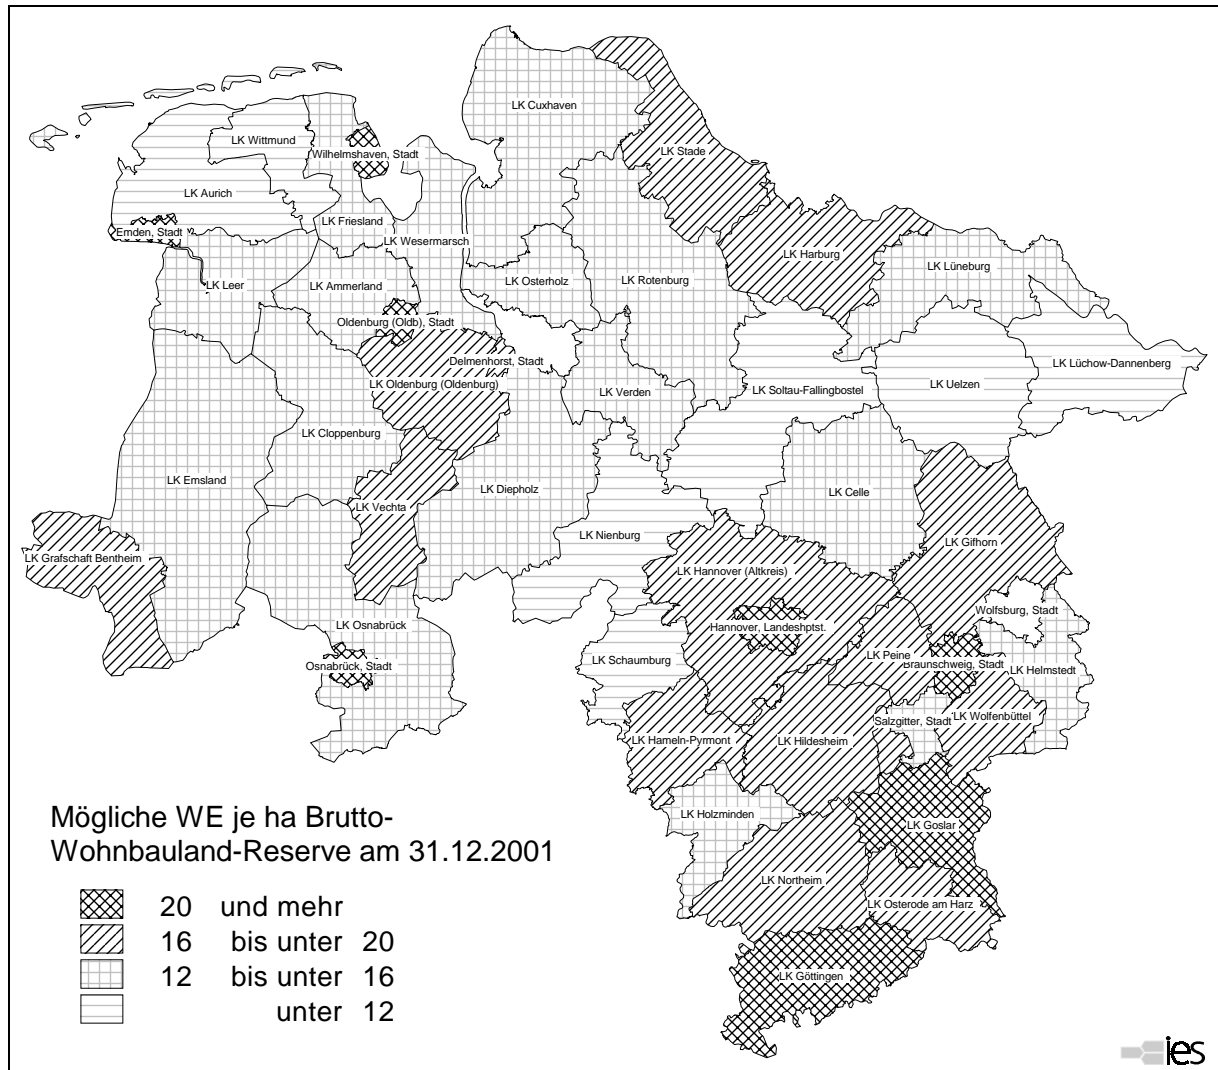 LK Cuxhaven
LK Wittmund
Wilhelmshaven, Stadt
LK Stade
LK Aurich
LK Friesland
Emden, Stadt
LK Wesermarsch
LK Harburg
LK Lüneburg
LK Leer
LK Ammerland
LK Osterholz
LK Rotenburg
Oldenburg (Oldb), Stadt
Delmenhorst, Stadt
LK Lüchow-Dannenberg
LK Oldenburg (Oldenburg)
LK Verden
LK Soltau-Fallingbostel
LK Uelzen
LK Cloppenburg
LK Emsland
LK Diepholz
LK Celle
LK Vechta
LK Nienburg
LK Gifhorn
LK Grafschaft Bentheim
LK Hannover (Altkreis)
Wolfsburg, Stadt
LK Osnabrück
Hannover, Landeshptst.
LK Peine
Osnabrück, Stadt
LK Schaumburg
Braunschweig, Stadt
LK Helmstedt
Salzgitter, Stadt
LK Wolfenbüttel
LK Hameln-Pyrmont
LK Hildesheim
LK Holzminden
LK Goslar
LK Northeim
LK Osterode am Harz
LK Göttingen
Mögliche WE je ha Brutto-
Wohnbauland-Reserve am 31.12.2001
20 und mehr
16 bis unter 20
12 bis unter 16
unter 12
ies